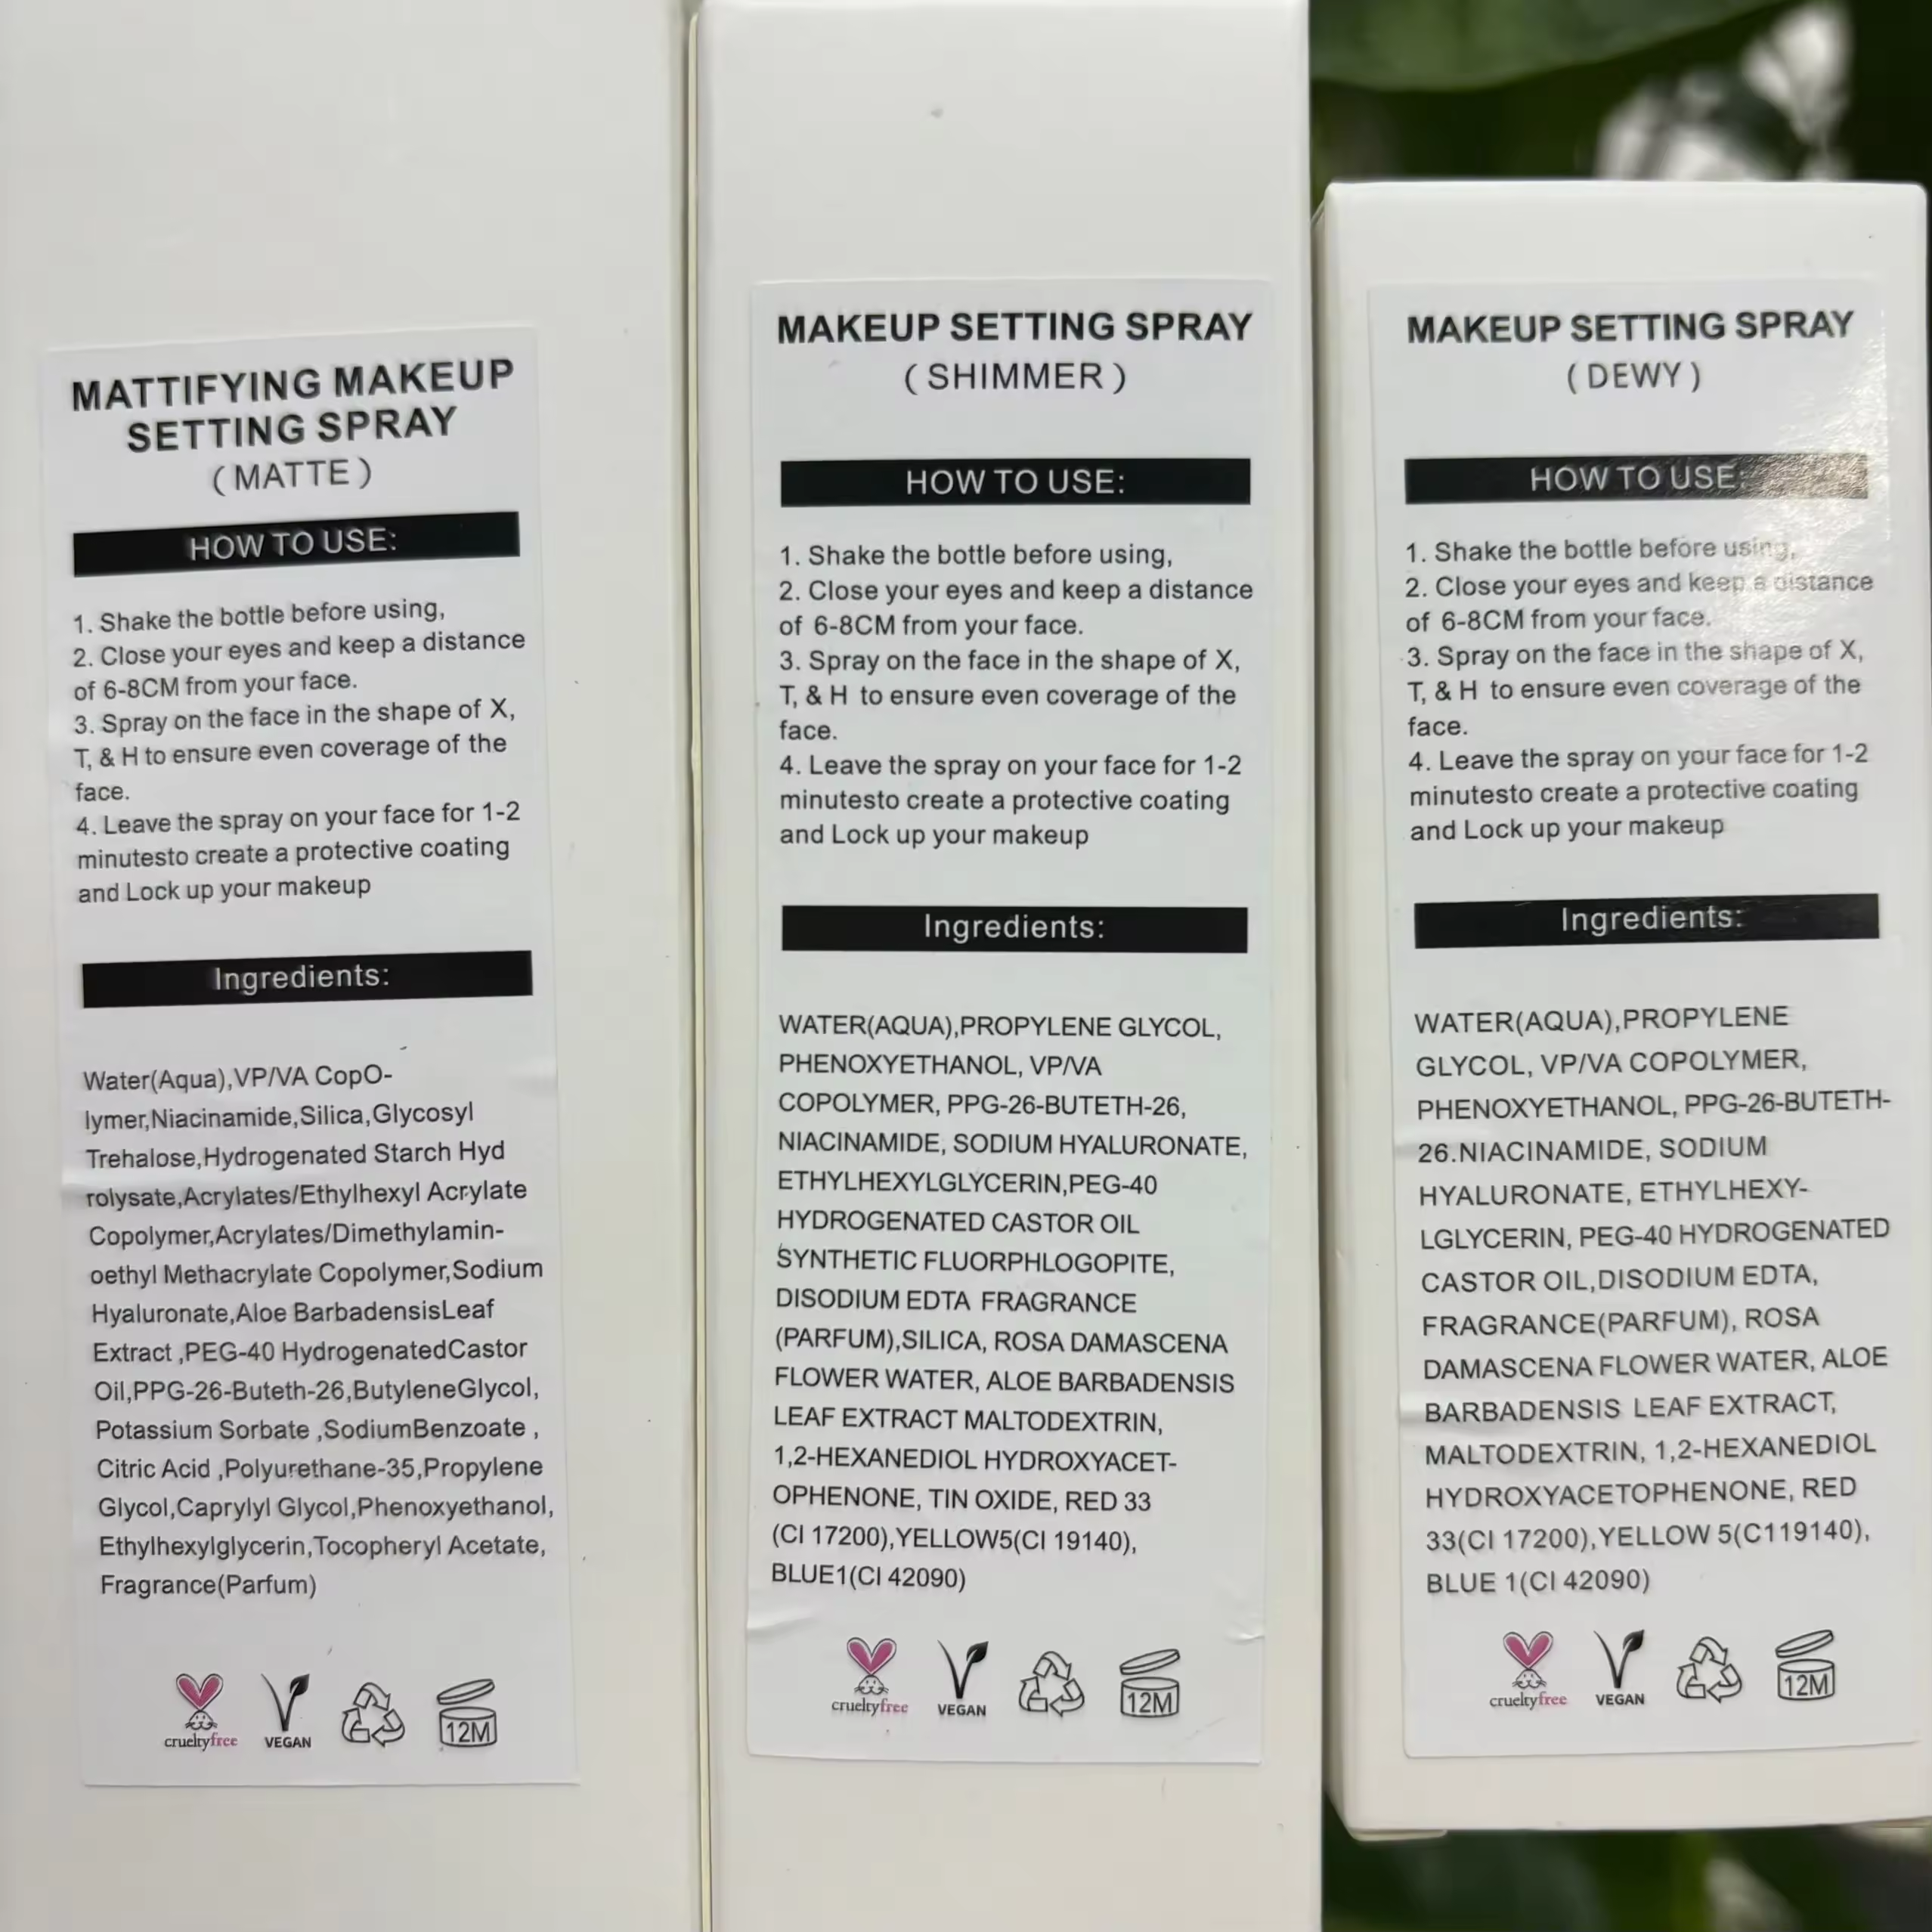 MATTIFYING MAKEUP
SETTING SPRAY
( MATTE )
HOW TO USE:
1. Shake the bottle before using,
2. Close your eyes and keep a distance
of 6-8CM from your face.
3. Spray on the face in the shape of X,
T, & H to ensure even coverage of the
face.
4. Leave the spray on your face for 1-2
minutesto create a protective coating
and Lock up your makeup
Ingredients:
Water(Aqua),VP/VA CopO-
lymer,Niacinamide,Silica,Glycosyl
Trehalose,Hydrogenated Starch Hyd
rolysate,Acrylates/Ethylhexyl Acrylate
Copolymer,Acrylates/Dimethylamin-
oethyl Methacrylate Copolymer,Sodium
Hyaluronate,Aloe BarbadensisLeaf
Extract ,PEG-40 HydrogenatedCastor
Oil,PPG-26-Buteth-26,ButyleneGlycol,
Potassium Sorbate ,SodiumBenzoate ,
Citric Acid ,Polyurethane-35,Propylene
Glycol,Caprylyl Glycol,Phenoxyethanol,
Ethylhexylglycerin,Tocopheryl Acetate,
Fragrance(Parfum)
crueltyfree
VEGAN
12M
MAKEUP SETTING SPRAY
( SHIMMER )
HOW TO USE:
1. Shake the bottle before using,
2. Close your eyes and keep a distance
of 6-8CM from your face.
3. Spray on the face in the shape of X,
T, & H to ensure even coverage of the
face.
4. Leave the spray on your face for 1-2
minutesto create a protective coating
and Lock up your makeup
Ingredients:
WATER(AQUA),PROPYLENE GLYCOL,
PHENOXYETHANOL, VP/VA
COPOLYMER, PPG-26-BUTETH-26,
NIACINAMIDE, SODIUM HYALURONATE,
ETHYLHEXYLGLYCERIN,PEG-40
HYDROGENATED CASTOR OIL
SYNTHETIC FLUORPHLOGOPITE,
DISODIUM EDTA FRAGRANCE
(PARFUM),SILICA, ROSA DAMASCENA
FLOWER WATER, ALOE BARBADENSIS
LEAF EXTRACT MALTODEXTRIN,
1,2-HEXANEDIOL HYDROXYACET-
OPHENONE, TIN OXIDE, RED 33
(CI 17200),YELLOW5(CI 19140),
BLUE1(CI 42090)
crueltyfree
VEGAN
12M
MAKEUP SETTING SPRAY
( DEWY )
HOW TO USE:
1. Shake the bottle before using,
2. Close your eyes and keep a distance
of 6-8CM from your face.
3. Spray on the face in the shape of X,
T, & H to ensure even coverage of the
face.
4. Leave the spray on your face for 1-2
minutesto create a protective coating
and Lock up your makeup
Ingredients:
WATER(AQUA),PROPYLENE
GLYCOL, VP/VA COPOLYMER,
PHENOXYETHANOL, PPG-26-BUTETH-
26.NIACINAMIDE, SODIUM
HYALURONATE, ETHYLHEXY-
LGLYCERIN, PEG-40 HYDROGENATED
CASTOR OIL,DISODIUM EDTA,
FRAGRANCE(PARFUM), ROSA
DAMASCENA FLOWER WATER, ALOE
BARBADENSIS LEAF EXTRACT,
MALTODEXTRIN, 1,2-HEXANEDIOL
HYDROXYACETOPHENONE, RED
33(CI 17200),YELLOW 5(C119140),
BLUE 1(CI 42090)
crueltyfree
VEGAN
12M